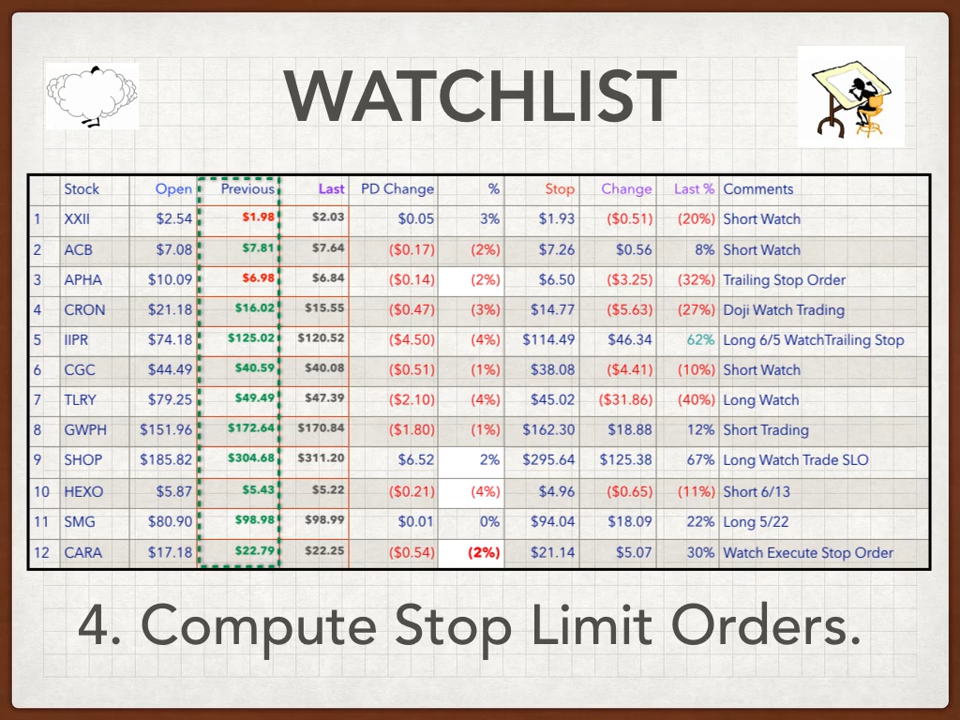 WATCHLIST
Stock Open Previous Last PD Change % Stop Change Last % Comments
1 XXII $2.54 $1.98 $2.03 $0.05 3% $1.93 ($0.51) (20%) Short Watch
2 ACB $7.08 $7.81 $7.64 ($0.17) (2%) $7.26 $0.56 8% Short Watch
3 APHA $10.09 $6.98 $6.84 ($0.14) (2%) $6.50 ($3.25) (32%) Trailing Stop Order
4 CRON $21.18 $16.02 $15.55 ($0.47) (3%) $14.77 ($5.63) (27%) Doji Watch Trading
5 IIPR $74.18 $125.02 $120.52 ($4.50) (4%) $114.49 $46.34 62% Long 6/5 WatchTrailing Stop
6 CGC $44.49 $40.59 $40.08 ($0.51) (1%) $38.08 ($4.41) (10%) Short Watch
7 TLRY $79.25 $49.49 $47.39 ($2.10) (4%) $45.02 ($31.86) (40%) Long Watch
8 GWPH $151.96 $172.64 $170.84 ($1.80) (1%) $162.30 $18.88 12% Short Trading
9 SHOP $185.82 $304.68 $311.20 $6.52 2% $295.64 $125.38 67% Long Watch Trade SLO
10 HEXO $5.87 $5.43 $5.22 ($0.21) (4%) $4.96 ($0.65) (11%) Short 6/13
11 SMG $80.90 $98.98 $98.99 $0.01 0% $94.04 $18.09 22% Long 5/22
12 CARA $17.18 $22.79 $22.25 ($0.54) (2%) $21.14 $5.07 30% Watch Execute Stop Order
4. Compute Stop Limit Orders.